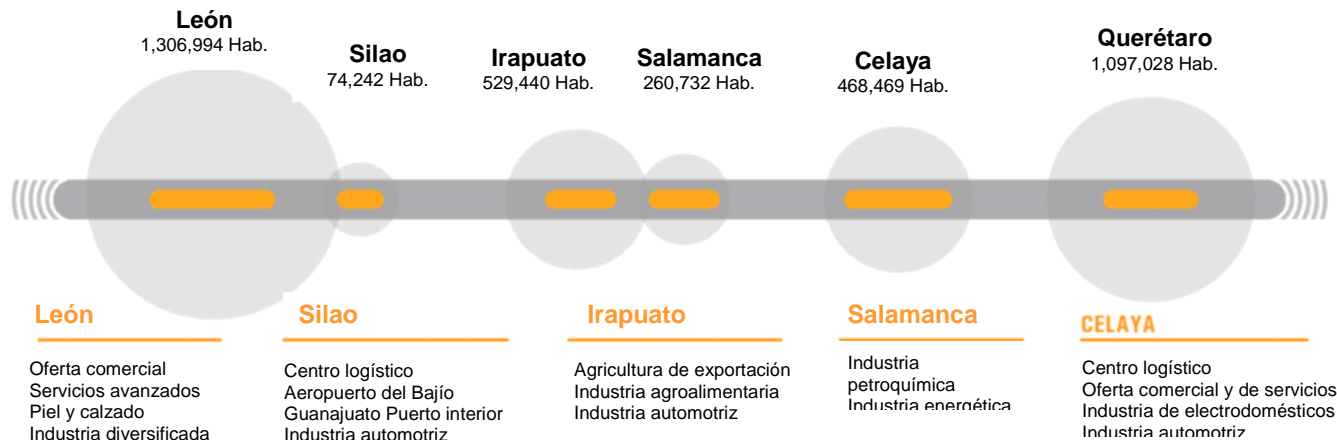 León
1,306,994 Hab.
Silao
74,242 Hab.
Irapuato
529,440 Hab.
Salamanca
260,732 Hab.
Celaya
468,469 Hab.
Querétaro
1,097,028 Hab.
León
Oferta comercial
Servicios avanzados
Piel y calzado
Industria diversificada
Silao
Centro logístico
Aeropuerto del Bajío
Guanajuato Puerto interior
Industria automotriz
Irapuato
Agricultura de exportación
Industria agroalimentaria
Industria automotriz
Salamanca
Industria
petroquímica
Industria energética
CELAYA
Centro logístico
Oferta comercial y de servicios
Industria de electrodomésticos
Industria automotriz